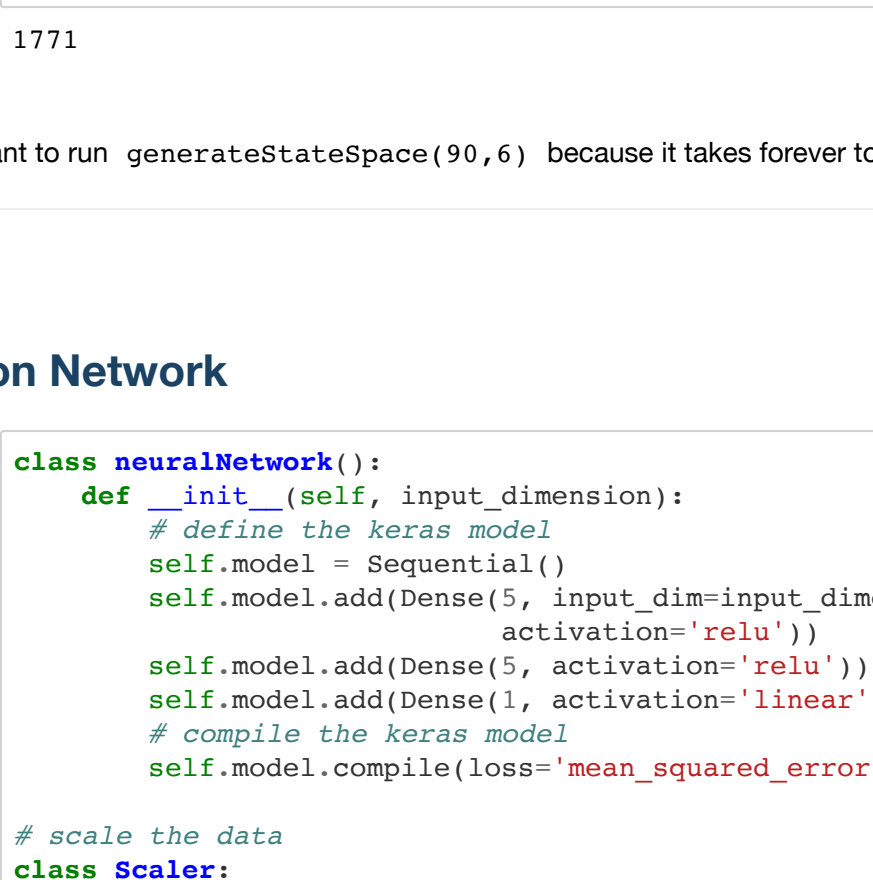 1771
nt to run generateStateSpace(90,6) because it takes forever to
on Network
class neuralNetwork():
    def __init__(self, input_dimension):
        # define the keras model
        self.model = Sequential()
        self.model.add(Dense(5, input_dim=input_dim
                             activation='relu'))
        self.model.add(Dense(5, activation='relu'))
        self.model.add(Dense(1, activation='linear'
        # compile the keras model
        self.model.compile(loss='mean_squared_error
# scale the data
class Scaler: